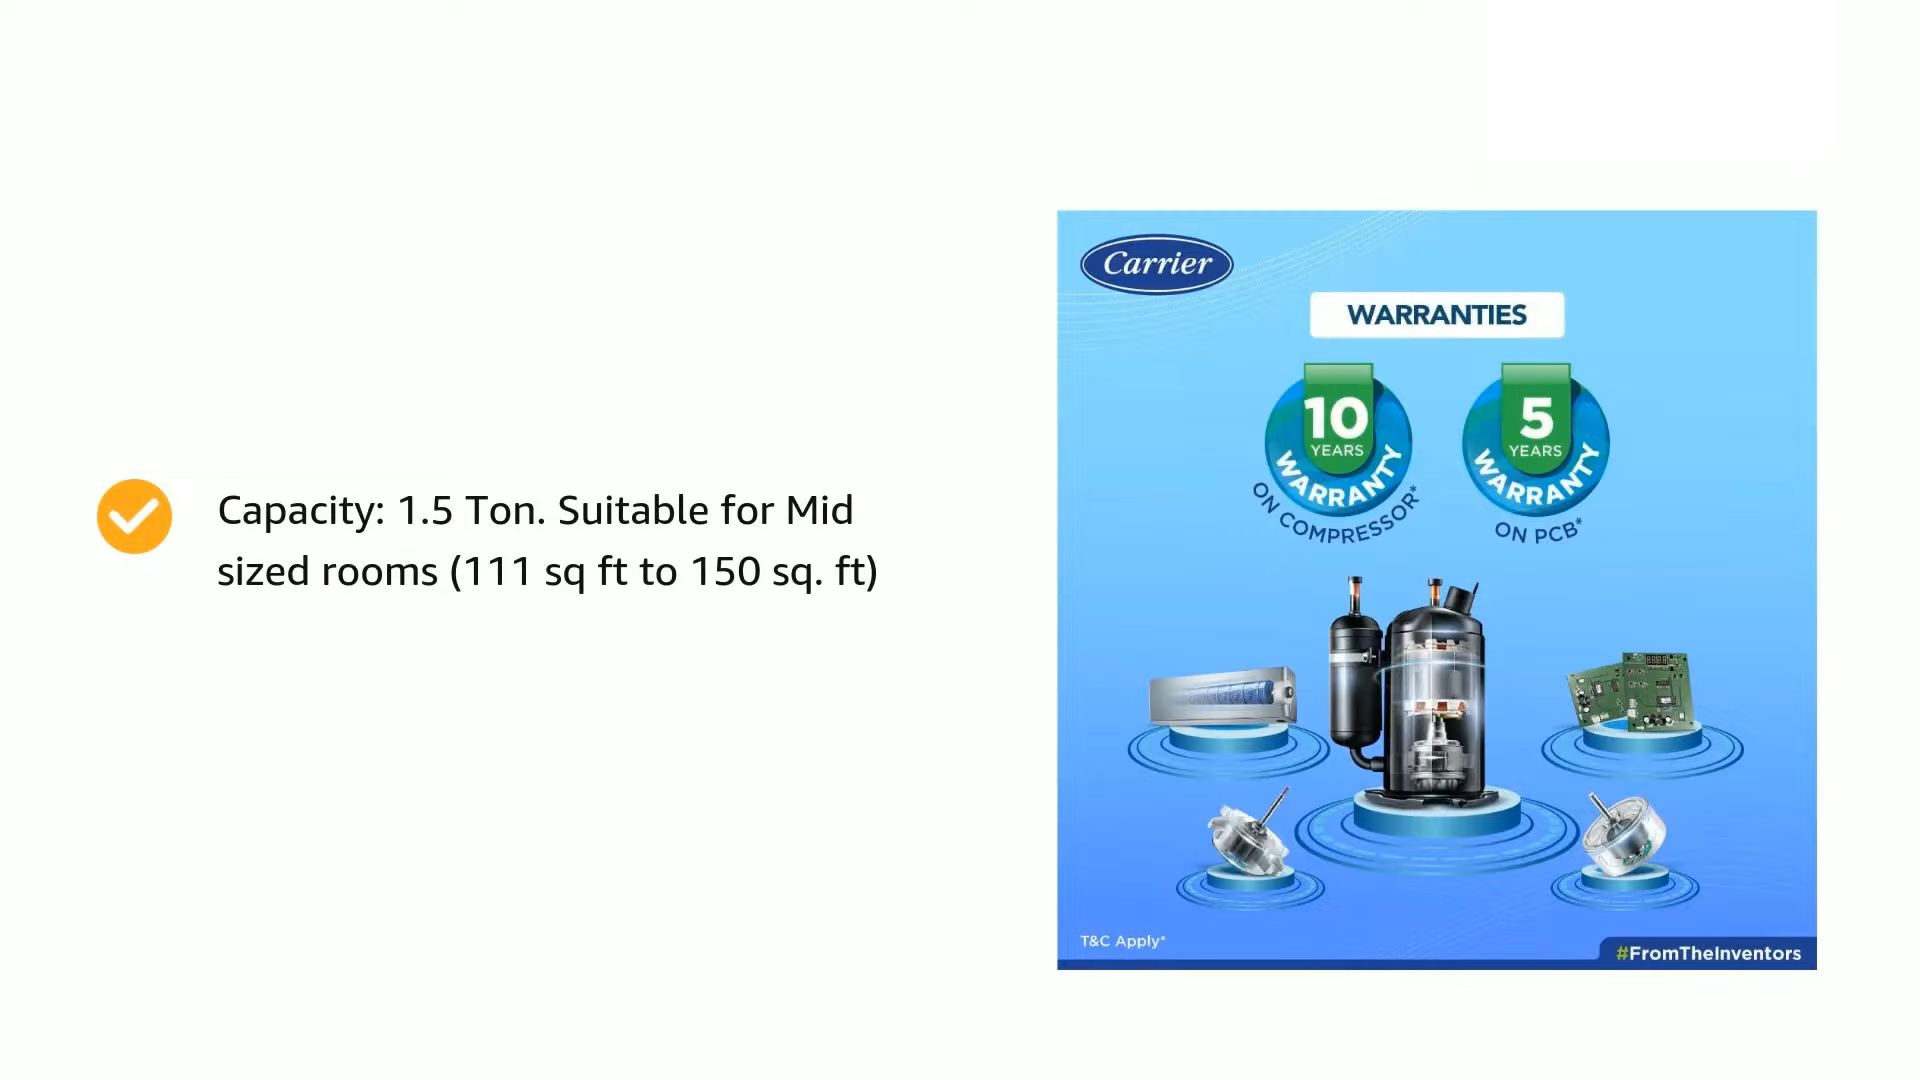 Capacity: 1.5 Ton. Suitable for Mid
sized rooms (111 sq ft to 150 sq. ft)
Carrier
WARRANTIES
10
YEARS
WARRANTY
ON COMPRESSOR*
5
YEARS
WARRANTY
ON PCB*
T&C Apply*
#FromTheInventors